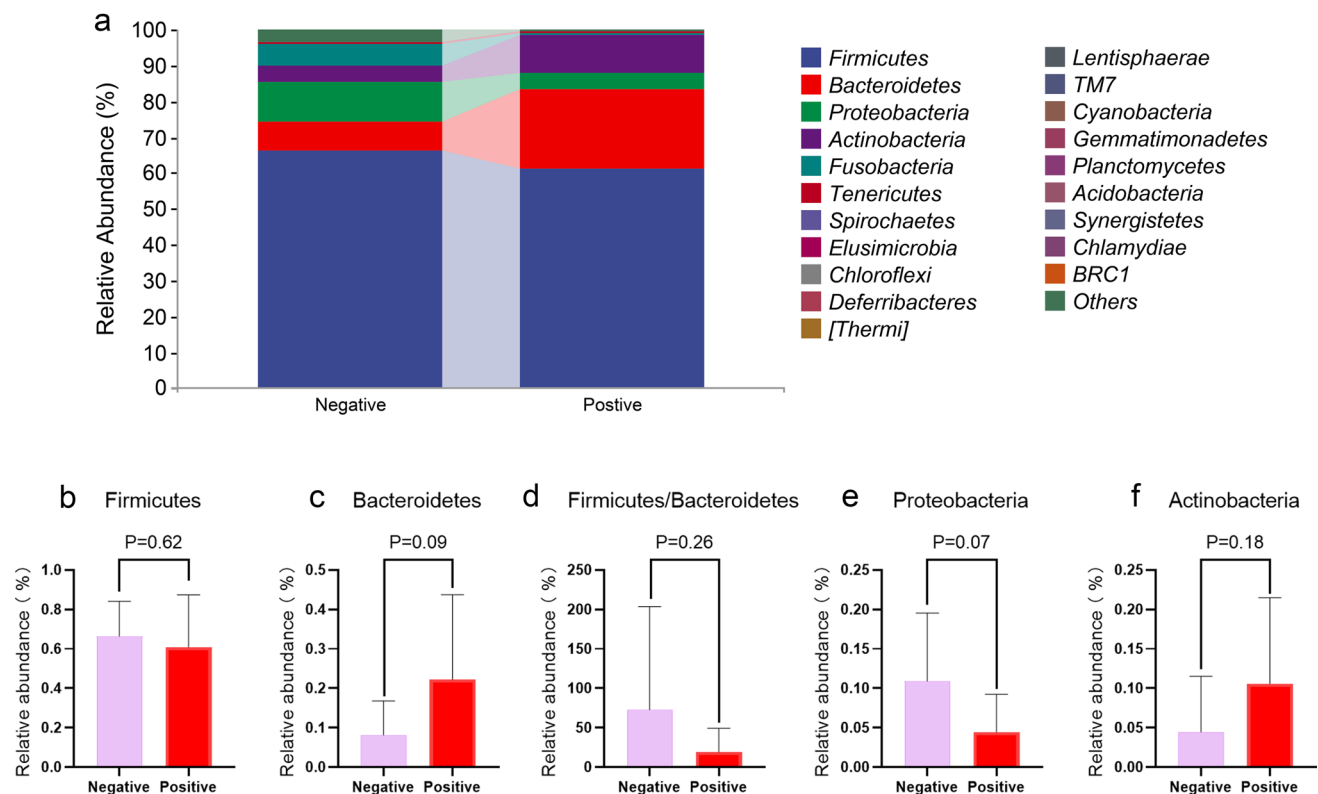 a
Relative Abundance (%)
100
90
80
70
60
50
40
30
20
10
0
Negative
Postive
Firmicutes
Bacteroidetes
Proteobacteria
Actinobacteria
Fusobacteria
Tenericutes
Spirochaetes
Elusimicrobia
Chloroflexi
Deferribacteres
[Thermi]
Lentisphaerae
TM7
Cyanobacteria
Gemmatimonadetes
Planctomycetes
Acidobacteria
Synergistetes
Chlamydiae
BRC1
Others
b Firmicutes
P=0.62
Relative abundance (%)
1.0
0.8
0.6
0.4
0.2
0.0
Negative Positive
c Bacteroidetes
P=0.09
Relative abundance (%)
0.5
0.4
0.3
0.2
0.1
0.0
Negative Positive
d Firmicutes/Bacteroidetes
P=0.26
Relative abundance (%)
250
200
150
100
50
0
Negative Positive
e Proteobacteria
P=0.07
Relative abundance (%)
0.25
0.20
0.15
0.10
0.05
0.00
Negative Positive
f Actinobacteria
P=0.18
Relative abundance (%)
0.25
0.20
0.15
0.10
0.05
0.00
Negative Positive